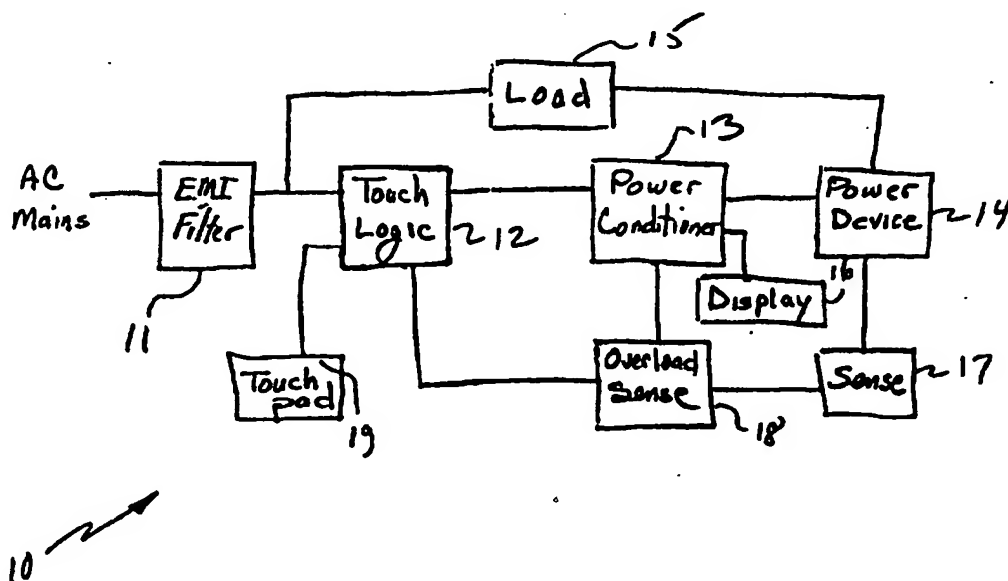 15
Load
13
AC
Mains
EMI
Filter
11
Touch
Logic
12
Power
Conditioner
Power
Device
14
16
Display
Touch
pad
19
Overload
Sense
18
Sense
17
10